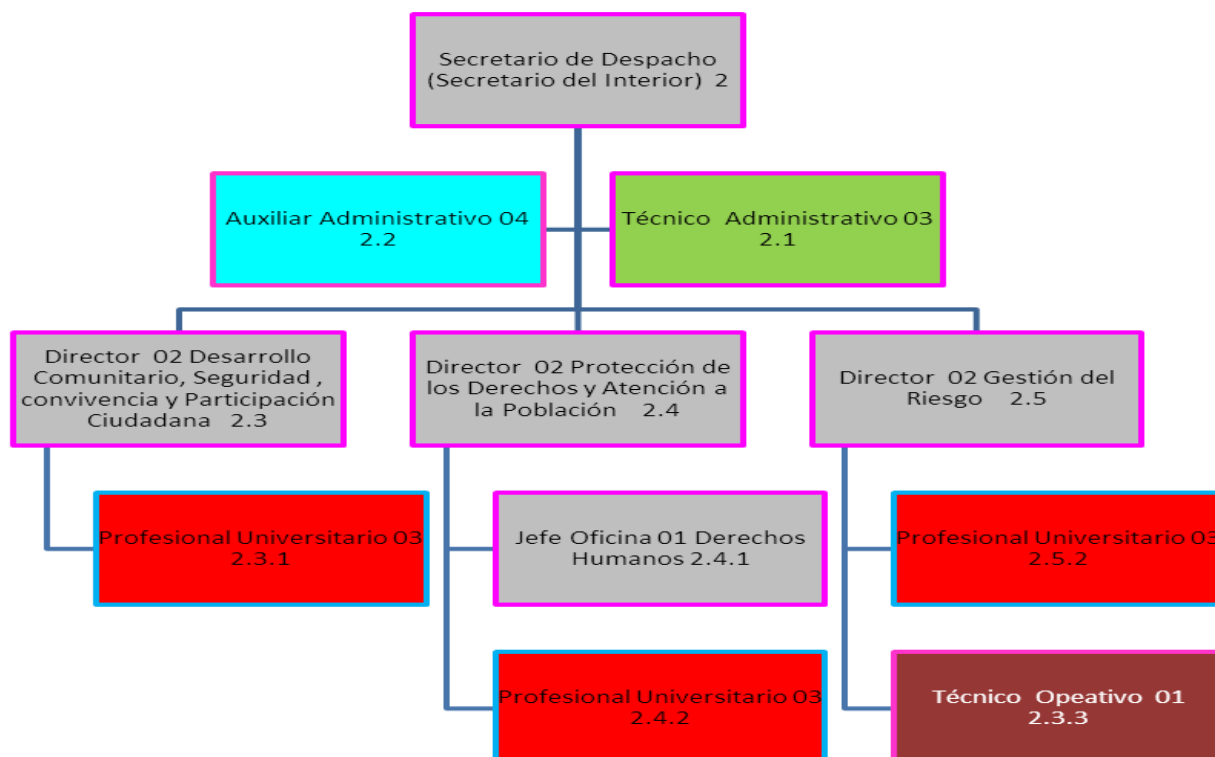 Secretario de Despacho
(Secretario del Interior) 2
Auxiliar Administrativo 04
2.2
Técnico Administrativo 03
2.1
Director 02 Desarrollo
Comunitario, Seguridad ,
convivencia y Participación
Ciudadana 2.3
Director 02 Protección de
los Derechos y Atención a
la Población 2.4
Director 02 Gestión del
Riesgo 2.5
Profesional Universitario 03
2.3.1
Jefe Oficina 01 Derechos
Humanos 2.4.1
Profesional Universitario 03
2.5.2
Profesional Universitario 03
2.4.2
Técnico Opeativo 01
2.3.3